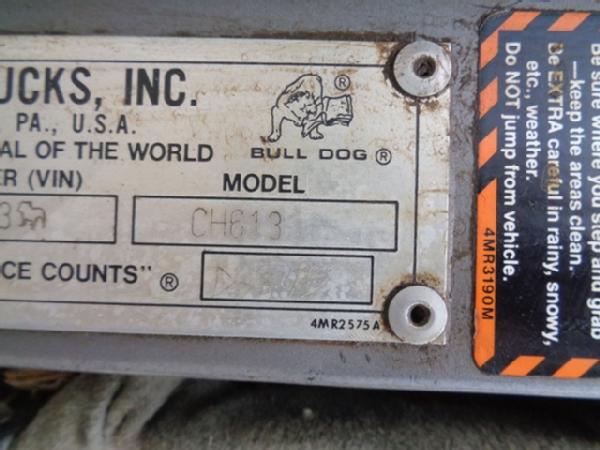 UCKS, INC.
®
PA., U.S.A.
AL OF THE WORLD
BULL DOG ®
ER (VIN)
MODEL
3
CH613
CE COUNTS" ®
4MR2575A
Be sure where you step and grab
—keep the areas clean.
Be EXTRA careful in rainy, snowy,
etc., weather.
Do NOT jump from vehicle.
4MR3190M